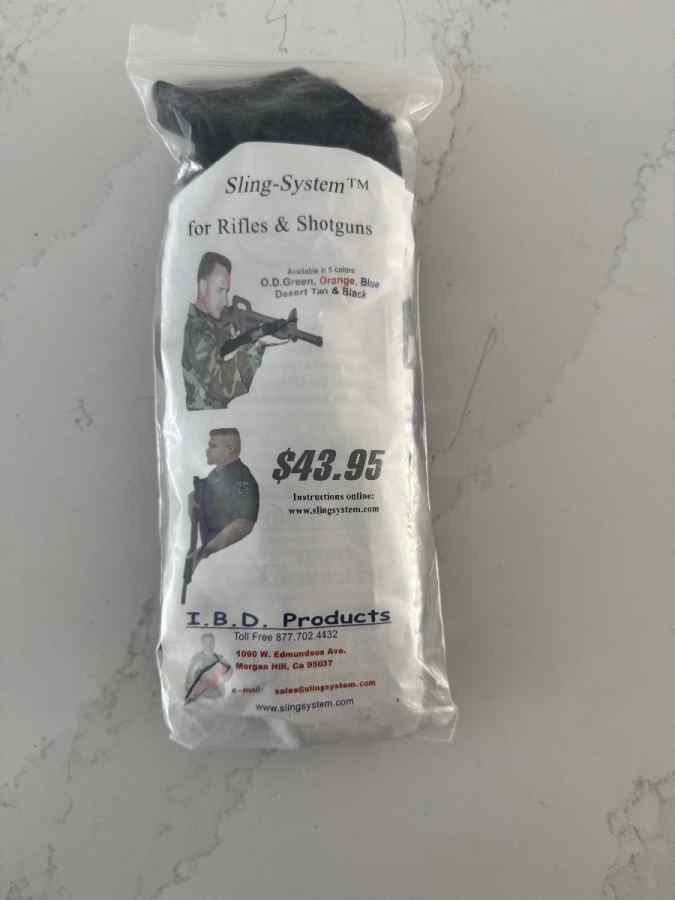 Sling-System™
for Rifles & Shotguns
Available in 5 colors
O.D.Green, Orange, Blue
Desert Tan & Black
$43.95
Instructions online:
www.slingsystem.com
I.B.D. Products
Toll Free 877.702.4432
1090 W. Edmundson Ave.
Morgan Hill, Ca 95037
e-mail: sales@slingsystem.com
www.slingsystem.com